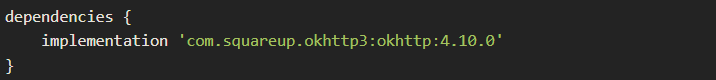 dependencies {
    implementation 'com.squareup.okhttp3:okhttp:4.10.0'
}